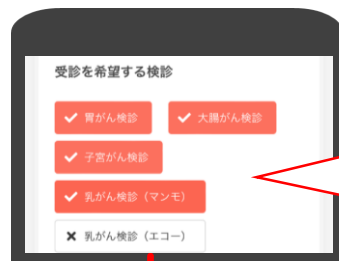 受診を希望する検診
胃がん検診 大腸がん検診
子宮がん検診
乳がん検診（マンモ）
乳がん検診（エコー）